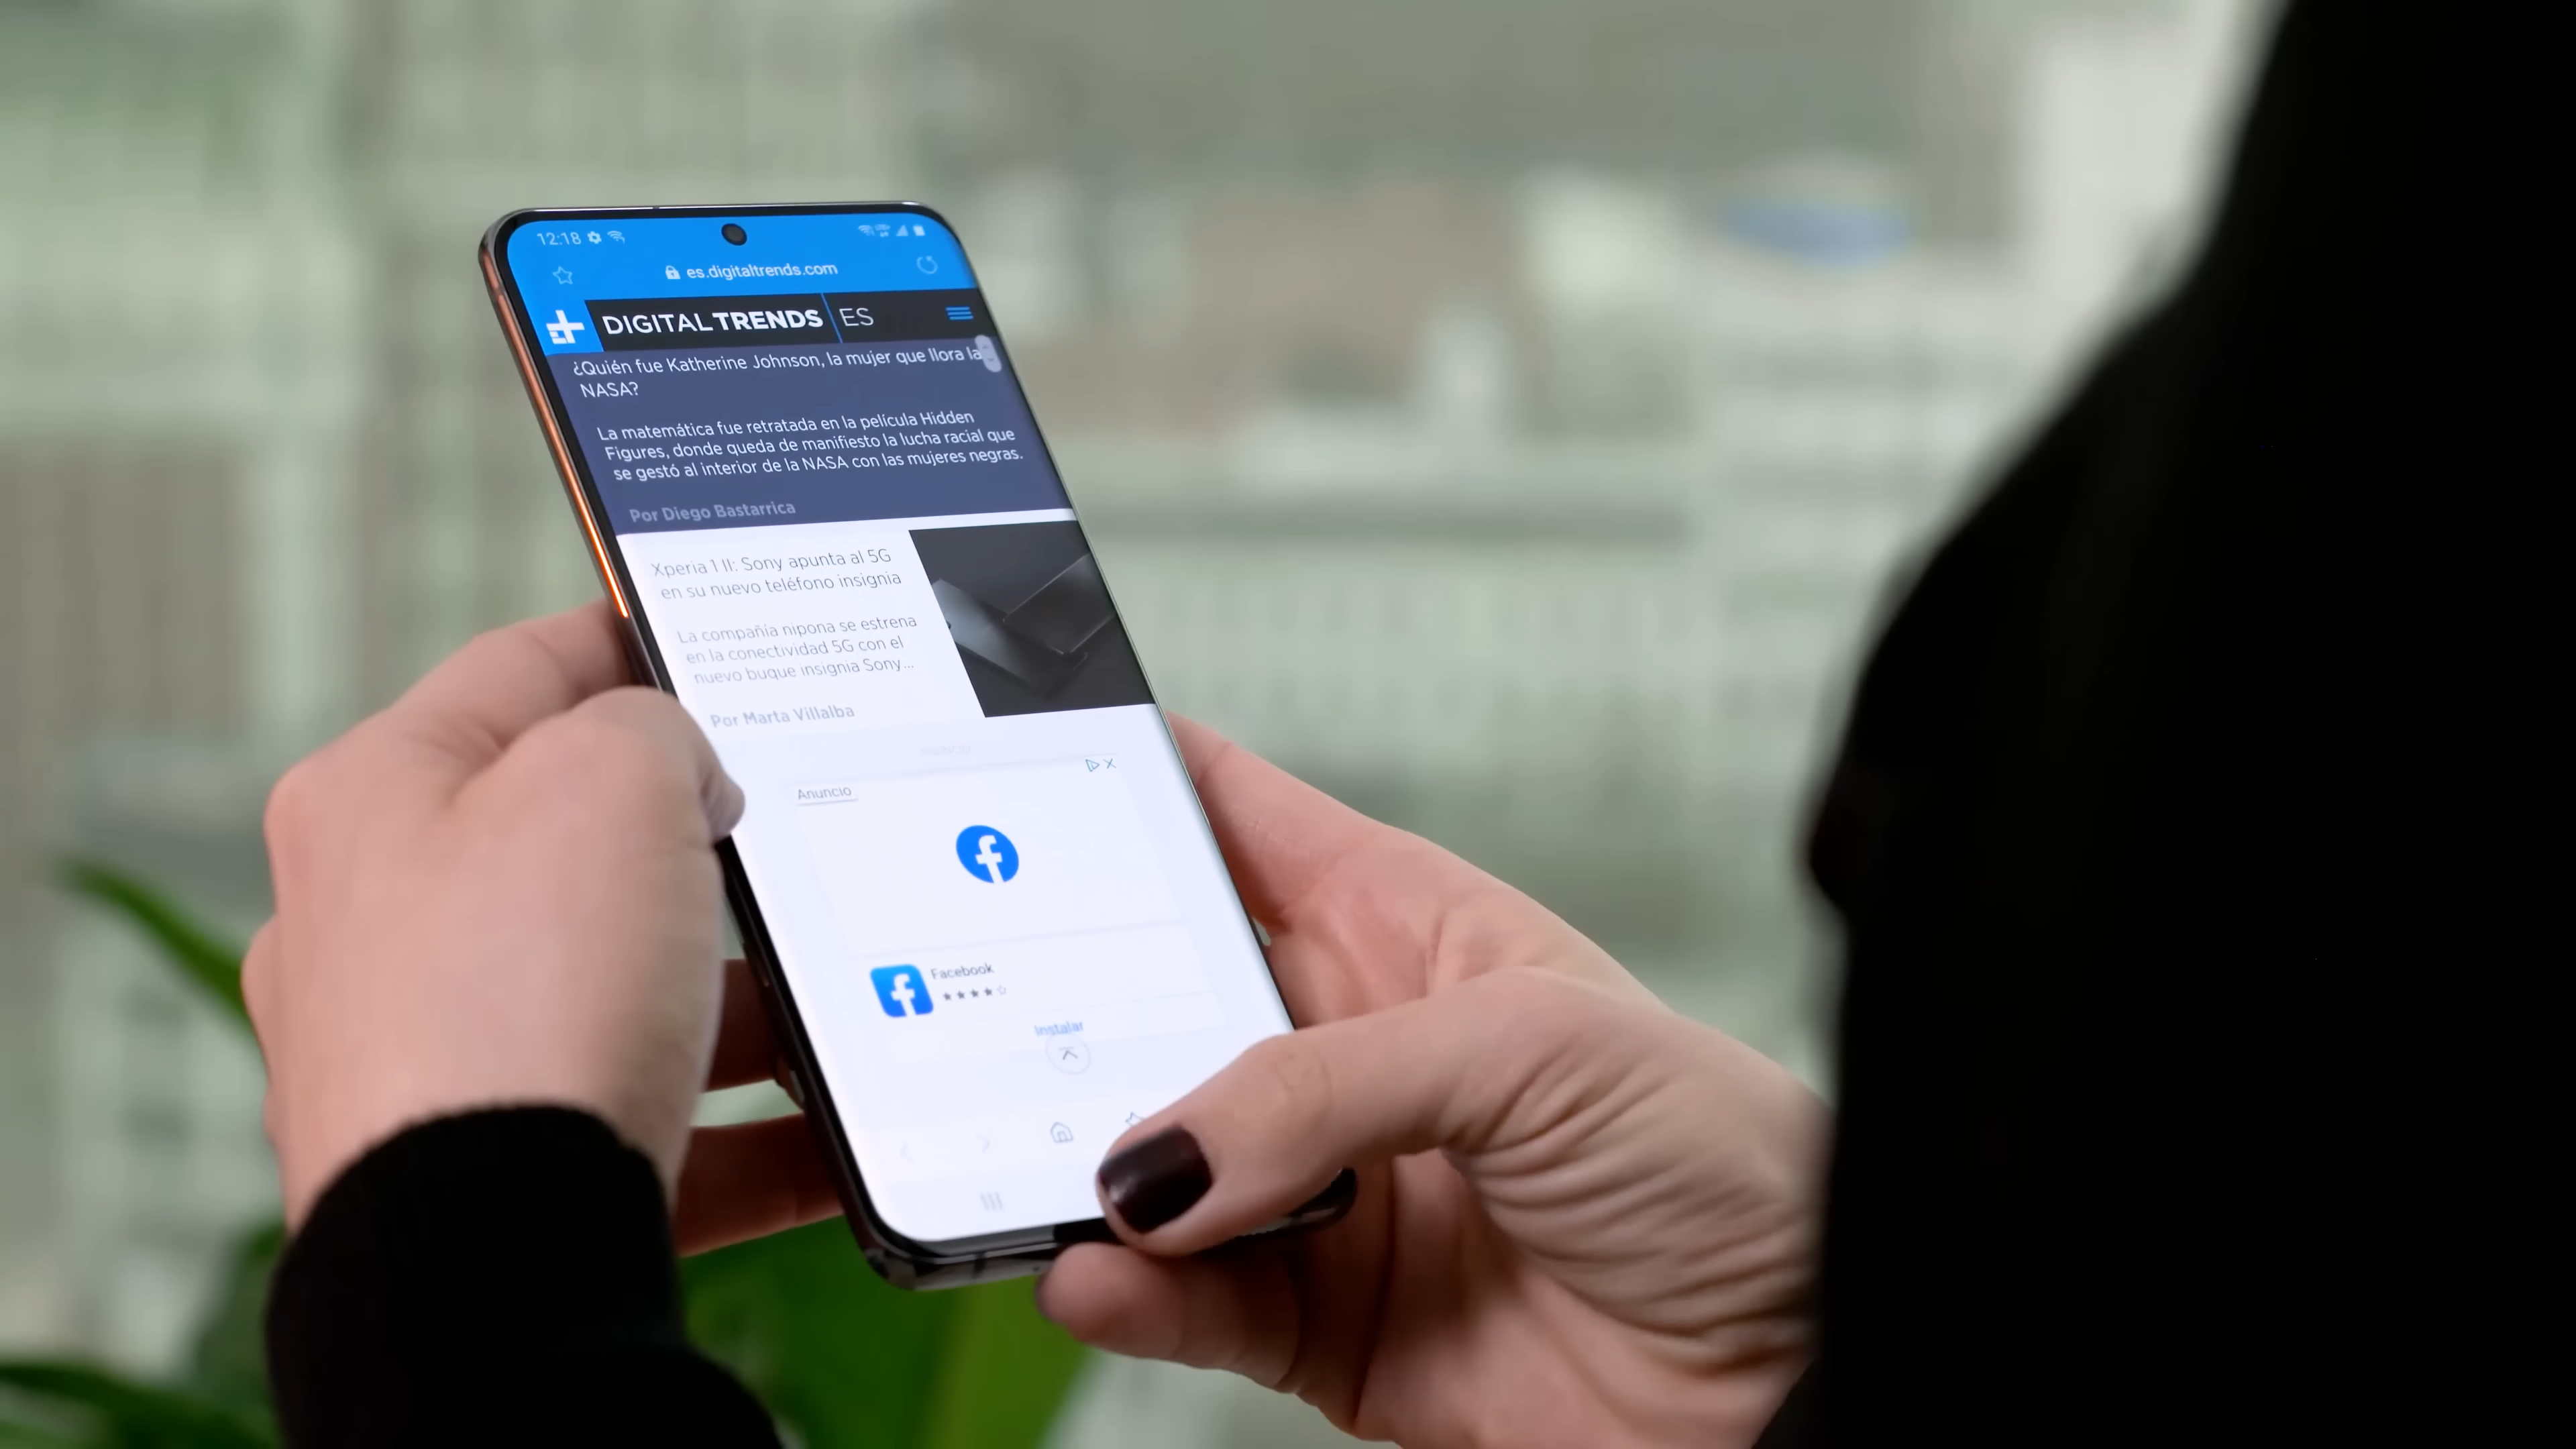 12:18
es.digitaltrends.com
DIGITAL TRENDS ES
¿Quién fue Katherine Johnson, la mujer que llora la
NASA?
La matemática fue retratada en la película Hidden
Figures, donde queda de manifiesto la lucha racial que
se gestó al interior de la NASA con las mujeres negras.
Por Diego Bastarrica
Xperia 1 II: Sony apunta al 5G
en su nuevo teléfono insignia
La compañia nipona se estrena
en la conectividad 5G con el
nuevo buque insignia Sony...
Por Marta Villalba
Anuncio
Facebook
Instalar